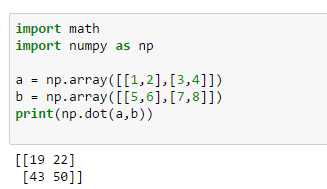 import math
import numpy as np
a = np.array([[1,2],[3,4]])
b = np.array([[5,6],[7,8]])
print(np.dot(a,b))
[[19 22]
 [43 50]]